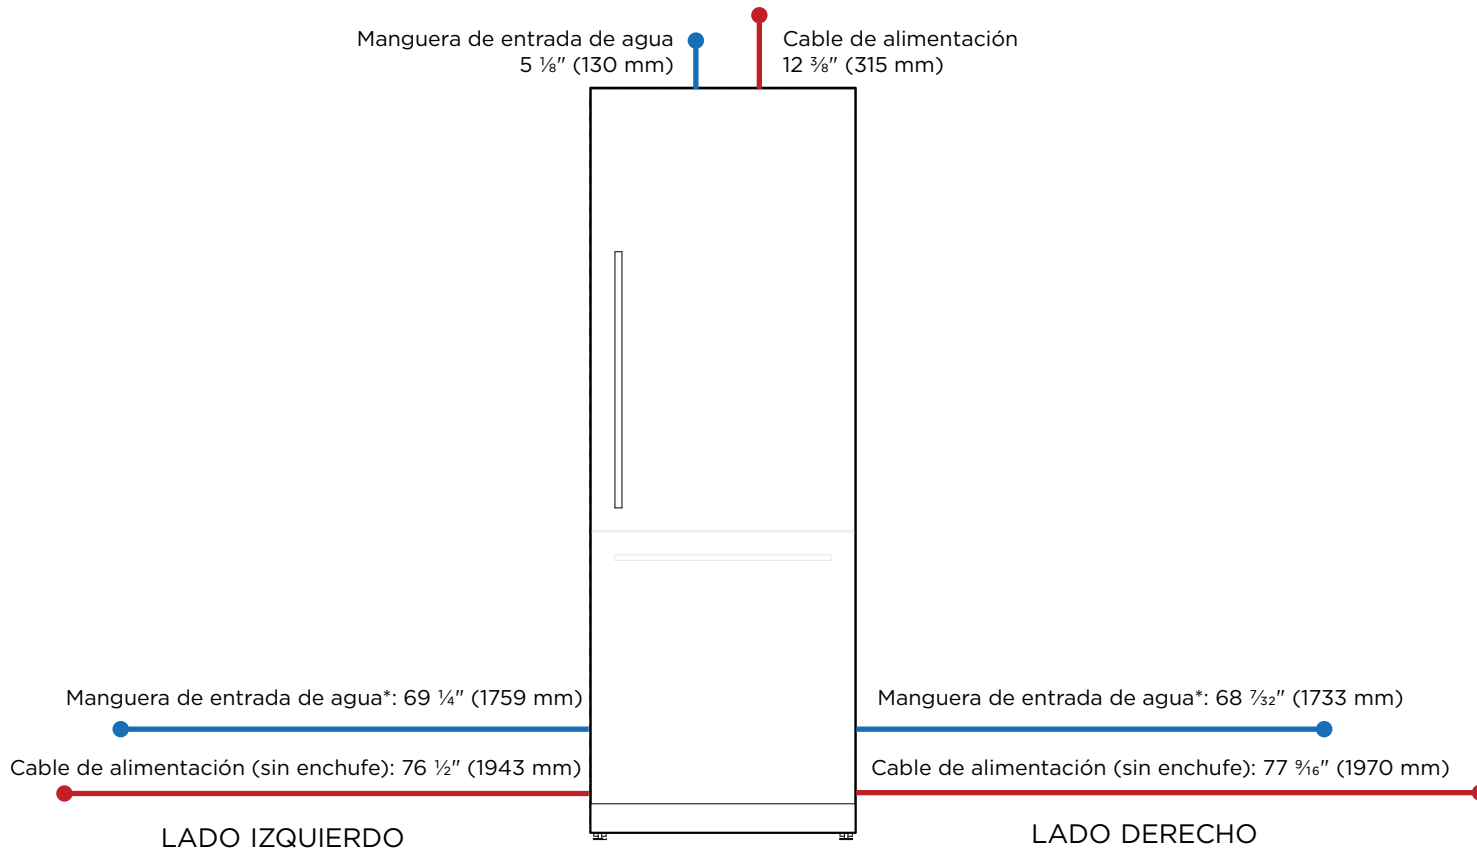 Manguera de entrada de agua
5 ⅛" (130 mm)
Cable de alimentación
12 ⅜" (315 mm)
Manguera de entrada de agua*: 69 ¼" (1759 mm)
Manguera de entrada de agua*: 68 ⁷⁄₃₂" (1733 mm)
Cable de alimentación (sin enchufe): 76 ½" (1943 mm)
Cable de alimentación (sin enchufe): 77 ⁹⁄₁₆" (1970 mm)
LADO IZQUIERDO
LADO DERECHO